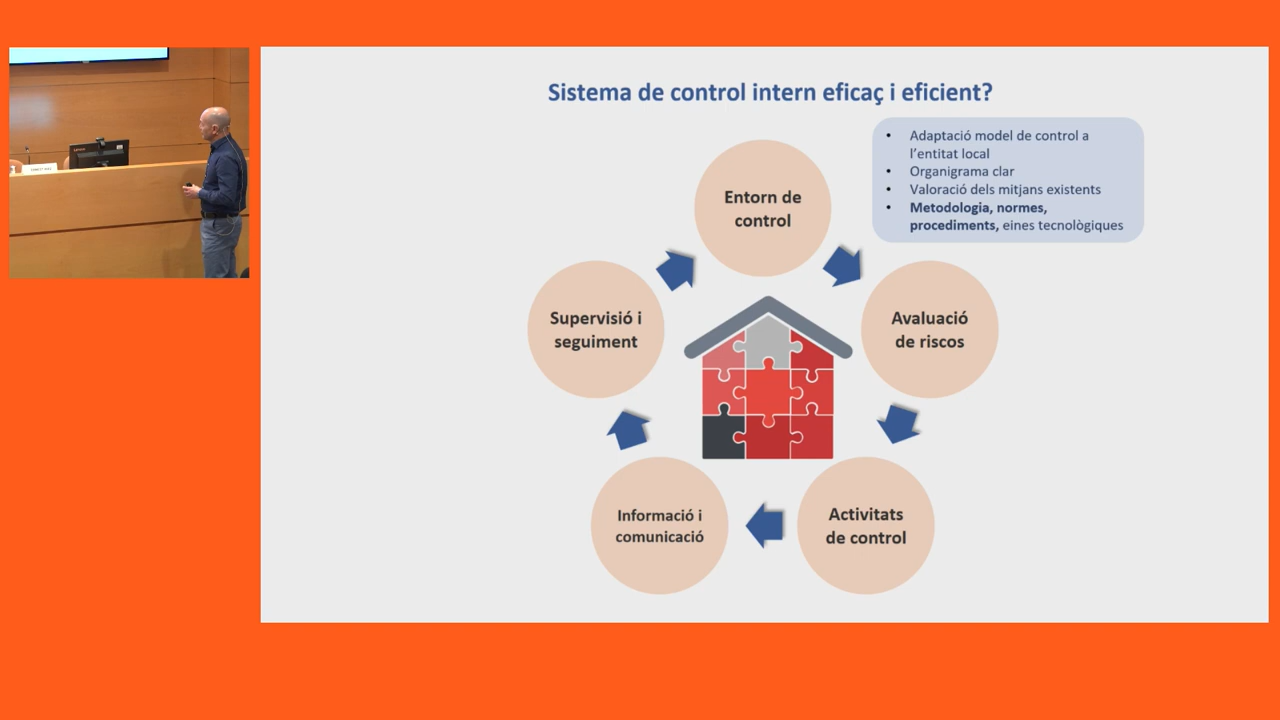 Sistema de control intern eficaç i eficient?
• Adaptació model de control a
l'entitat local
• Organigrama clar
• Valoració dels mitjans existents
• Metodologia, normes,
procediments, eines tecnològiques
Entorn de
control
Avaluació
de riscos
Activitats
de control
Informació i
comunicació
Supervisió i
seguiment